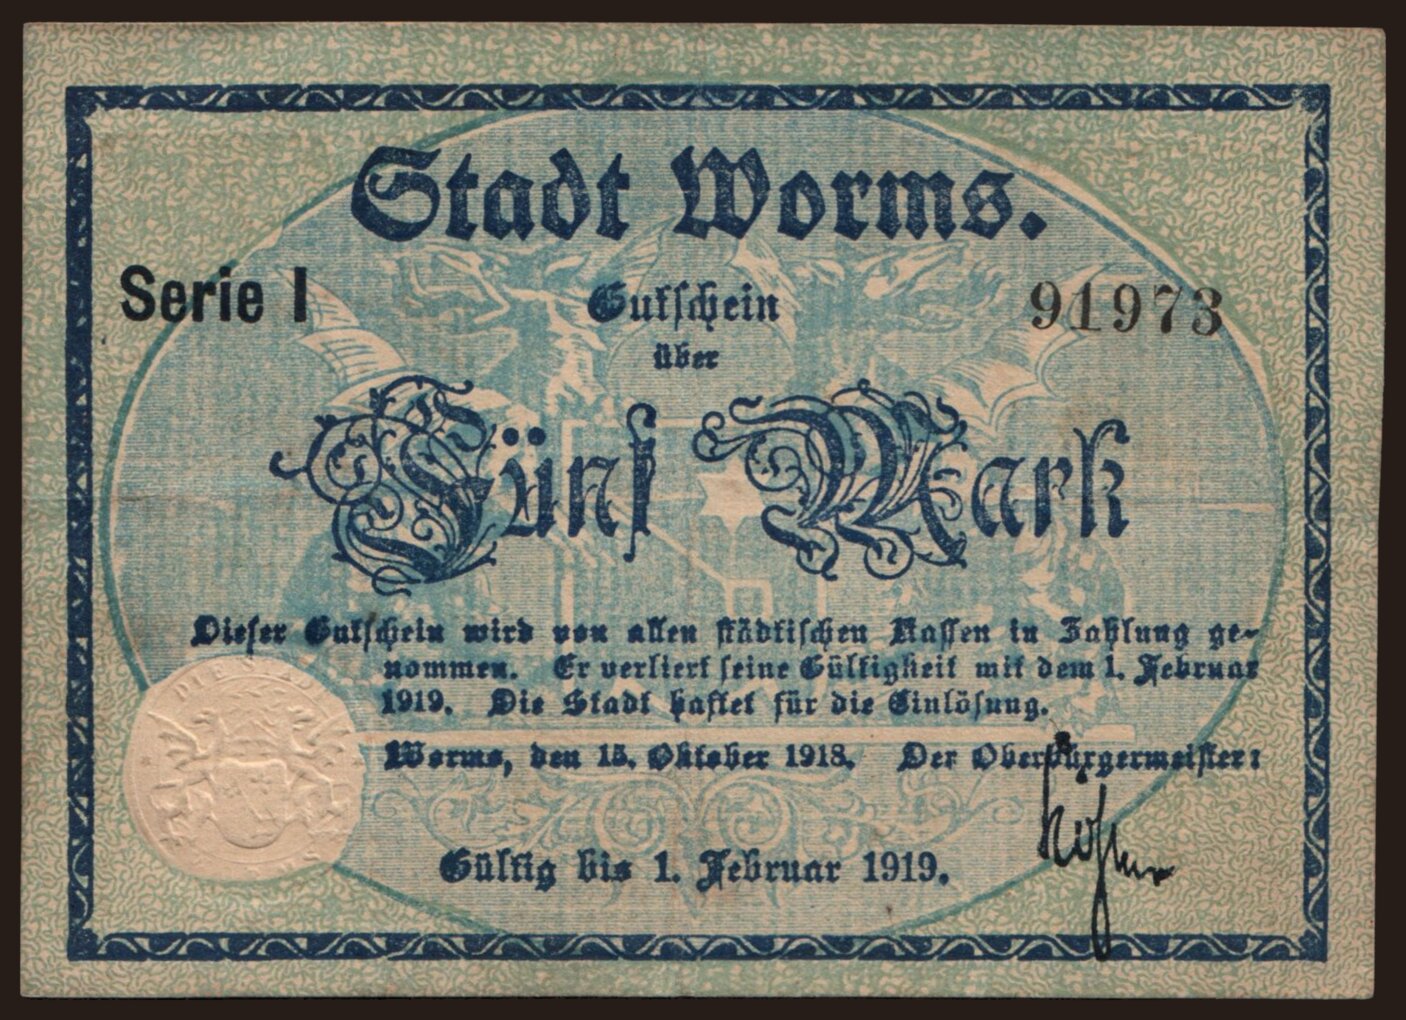 Stadt Worms.
Serie I
Gutschein
91973
über
Fünf Mark
Dieser Gutschein wird von allen städtischen Kassen in Zahlung ge-
nommen. Er verliert seine Gültigkeit mit dem 1. Februar
1919. Die Stadt haftet für die Einlösung.
Worms, den 15. Oktober 1918. Der Oberbürgermeister:
Köhler
Gültig bis 1. Februar 1919.